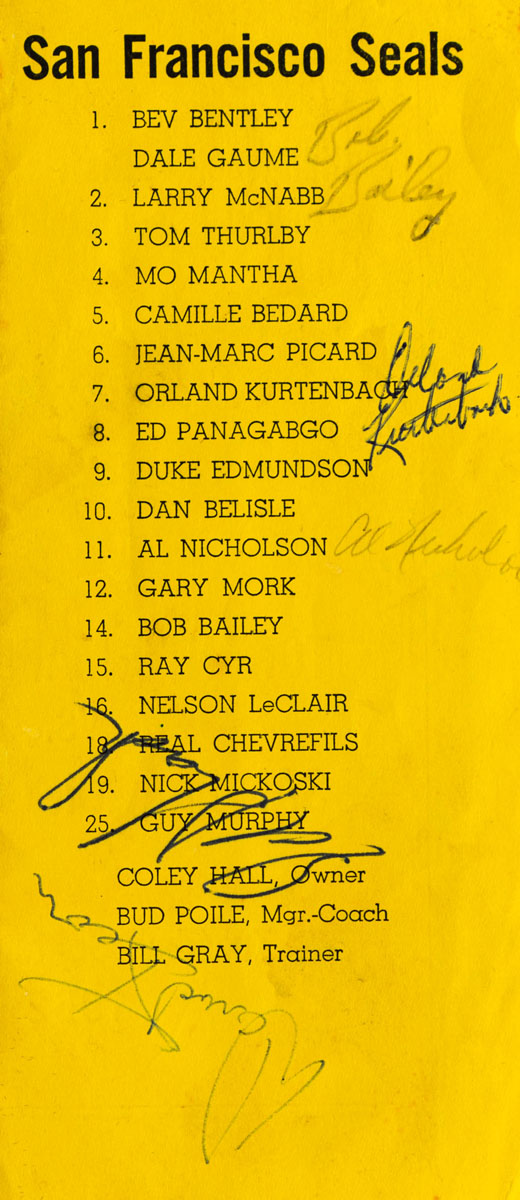 San Francisco Seals
1. BEV BENTLEY
DALE GAUME
Bob
Bailey
2. LARRY McNABB
3. TOM THURLBY
4. MO MANTHA
5. CAMILLE BEDARD
6. JEAN-MARC PICARD
Orland
Kurtenbach
7. ORLAND KURTENBACH
8. ED PANAGABGO
9. DUKE EDMUNDSON
10. DAN BELISLE
11. AL NICHOLSON Al Nicholson
12. GARY MORK
14. BOB BAILEY
15. RAY CYR
16. NELSON LeCLAIR
18. REAL CHEVREFILS
19. NICK MICKOSKI
25. GUY MURPHY
COLEY HALL, Owner
BUD POILE, Mgr.-Coach
BILL GRAY, Trainer